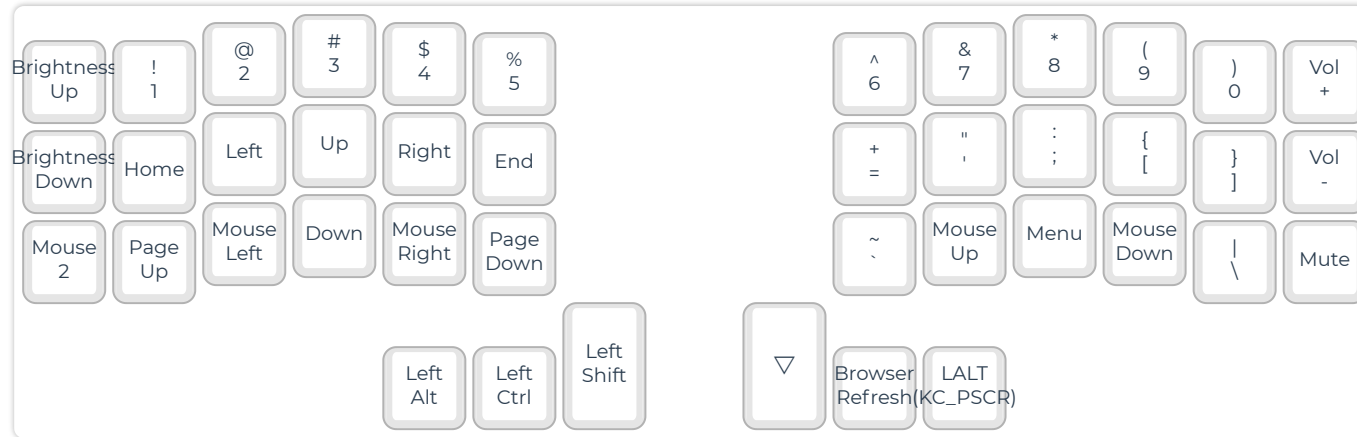 Brightness
Up
!
1
@
2
#
3
$
4
%
5
^
6
&
7
*
8
(
9
)
0
Vol
+
Brightness
Down
Home
Left
Up
Right
End
+
=
"
'
:
;
{
[
}
]
Vol
-
Mouse
2
Page
Up
Mouse
Left
Down
Mouse
Right
Page
Down
~
`
Mouse
Up
Menu
Mouse
Down
|
\
Mute
Left
Alt
Left
Ctrl
Left
Shift
▽
Browser
Refresh
LALT
(KC_PSCR)